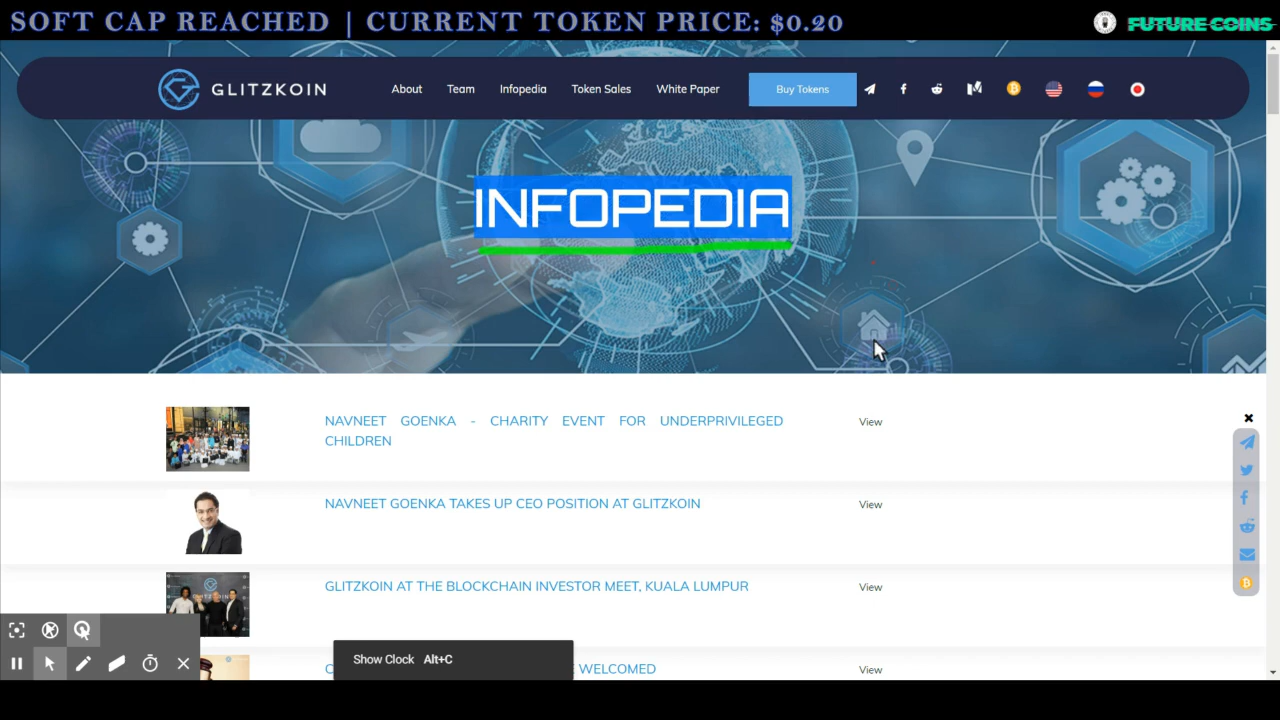 SOFT CAP REACHED | CURRENT TOKEN PRICE: $0.20
FUTURE COINS
GLITZKOIN
About
Team
Infopedia
Token Sales
White Paper
Buy Tokens
INFOPEDIA
NAVNEET GOENKA - CHARITY EVENT FOR UNDERPRIVILEGED
CHILDREN
View
NAVNEET GOENKA TAKES UP CEO POSITION AT GLITZKOIN
View
GLITZKOIN AT THE BLOCKCHAIN INVESTOR MEET, KUALA LUMPUR
View
WELCOMED
View
Show Clock Alt+C